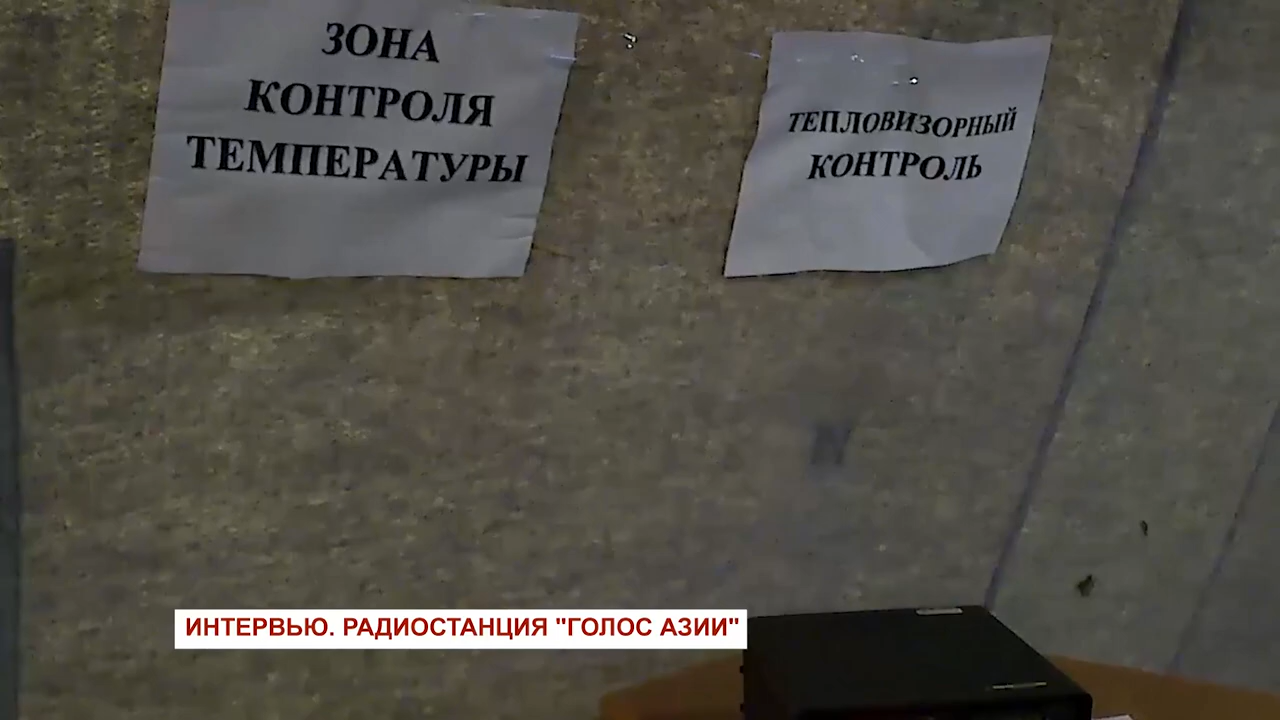 ЗОНА
КОНТРОЛЯ
ТЕМПЕРАТУРЫ
ТЕПЛОВИЗОРНЫЙ
КОНТРОЛЬ
ИНТЕРВЬЮ. РАДИОСТАНЦИЯ "ГОЛОС АЗИИ"